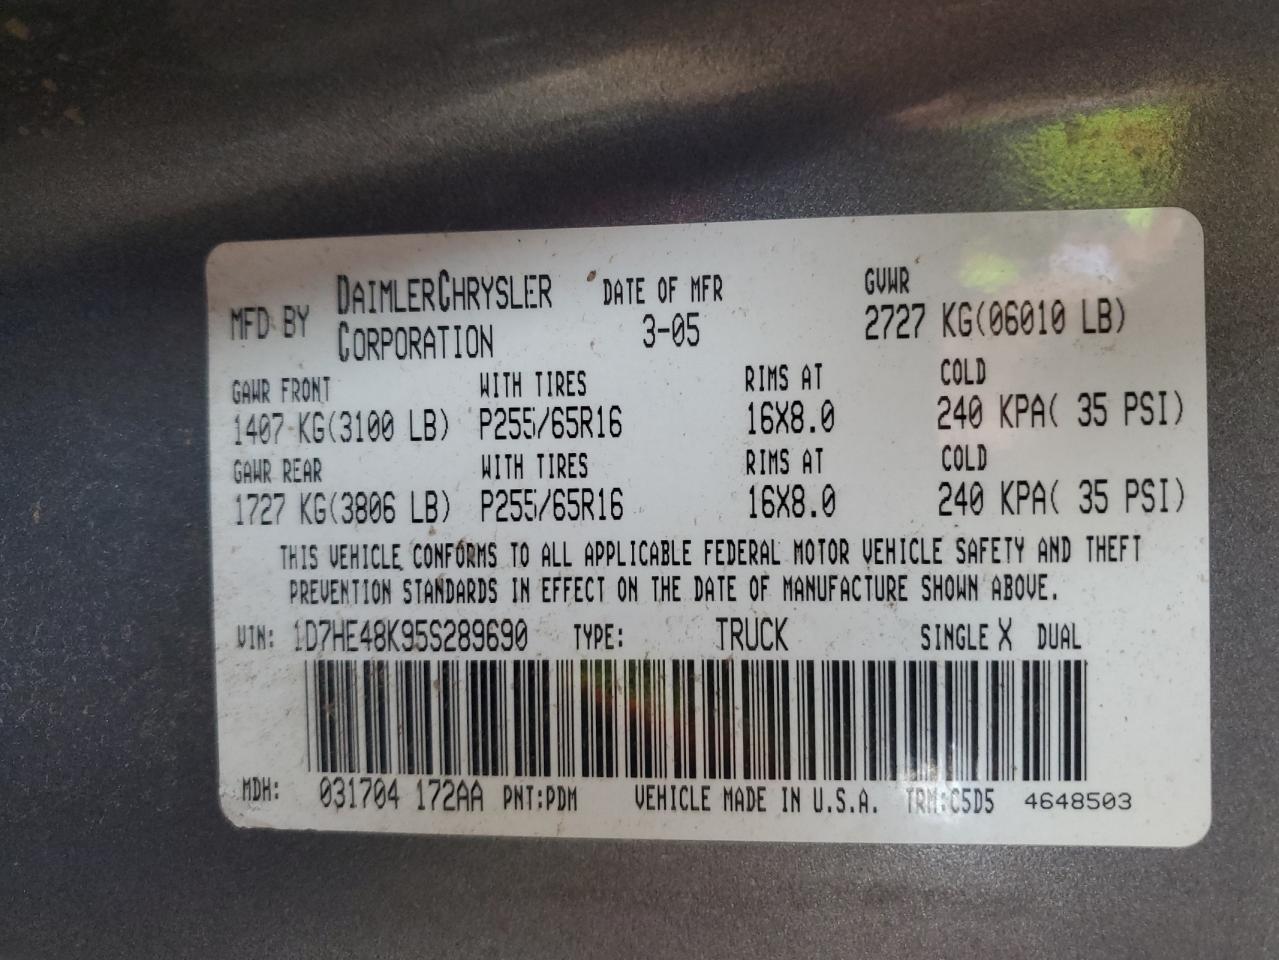 MFD BY DAIMLERCHRYSLER CORPORATION DATE OF MFR 3-05 GVWR 2727 KG(06010 LB)
GAWR FRONT WITH TIRES RIMS AT COLD
1407 KG(3100 LB) P255/65R16 16X8.0 240 KPA( 35 PSI)
GAWR REAR WITH TIRES RIMS AT COLD
1727 KG(3806 LB) P255/65R16 16X8.0 240 KPA( 35 PSI)
THIS VEHICLE CONFORMS TO ALL APPLICABLE FEDERAL MOTOR VEHICLE SAFETY AND THEFT
PREVENTION STANDARDS IN EFFECT ON THE DATE OF MANUFACTURE SHOWN ABOVE.
VIN: 1D7HE48K95S289690 TYPE: TRUCK SINGLE X DUAL
MDH: 031704 172AA PNT:PDM VEHICLE MADE IN U.S.A. TRM:C5D5 4648503